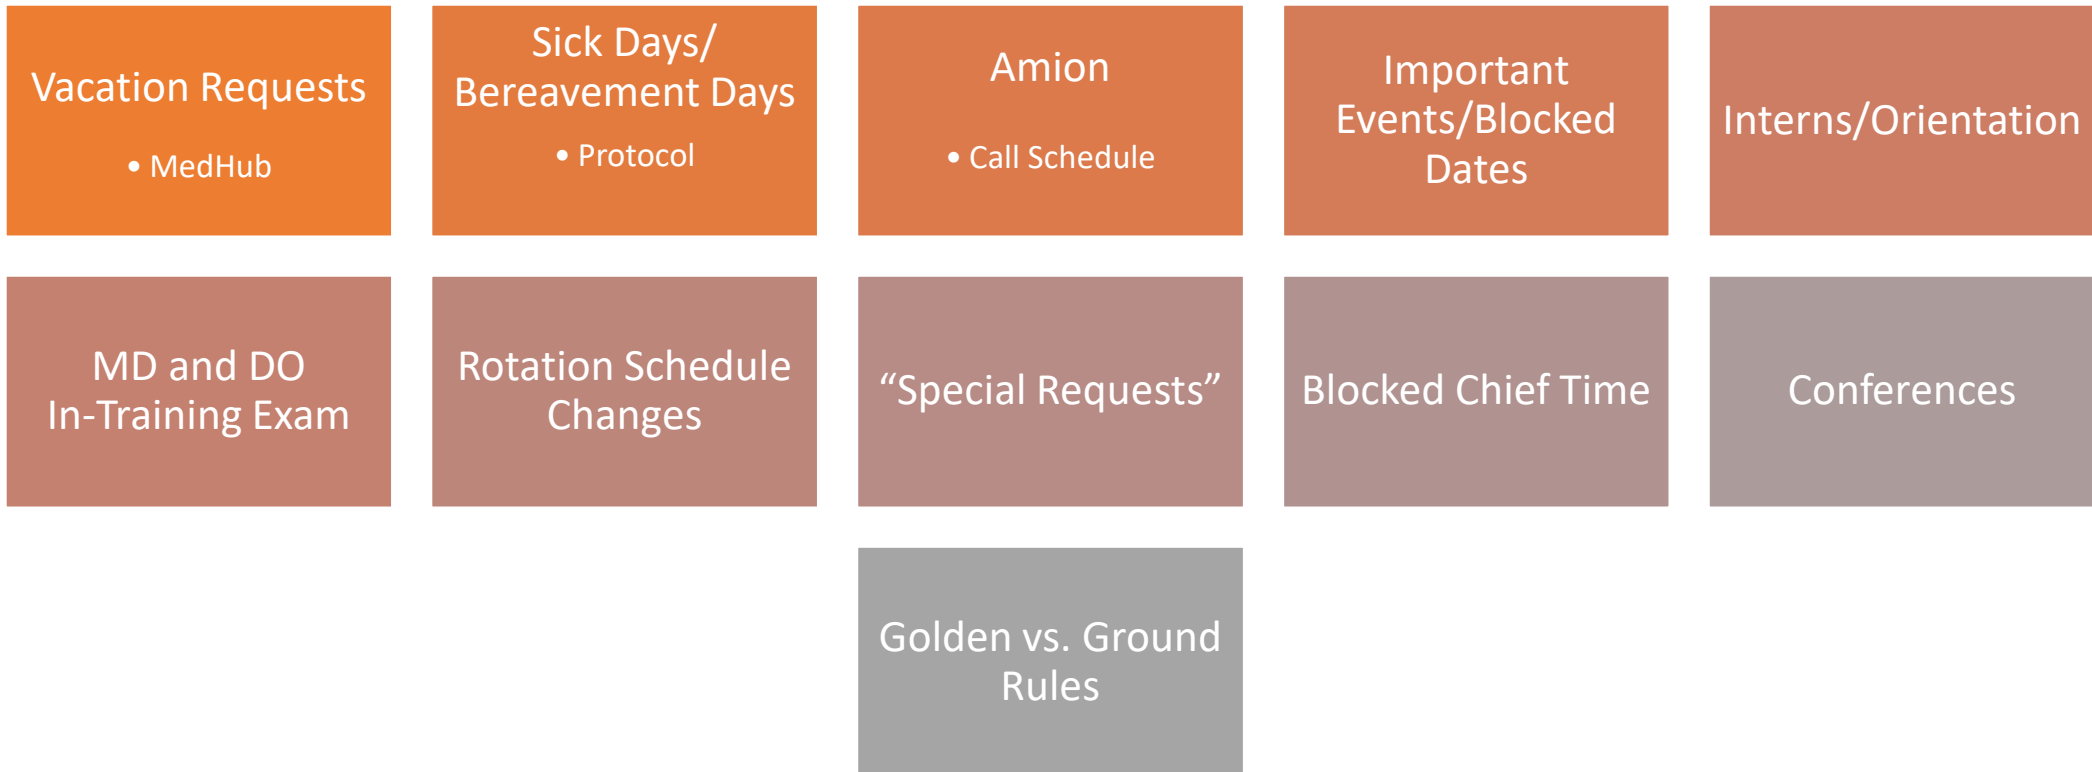 Vacation Requests
• MedHub
Sick Days/
Bereavement Days
• Protocol
Amion
• Call Schedule
Important
Events/Blocked
Dates
Interns/Orientation
MD and DO
In-Training Exam
Rotation Schedule
Changes
“Special Requests”
Blocked Chief Time
Conferences
Golden vs. Ground
Rules